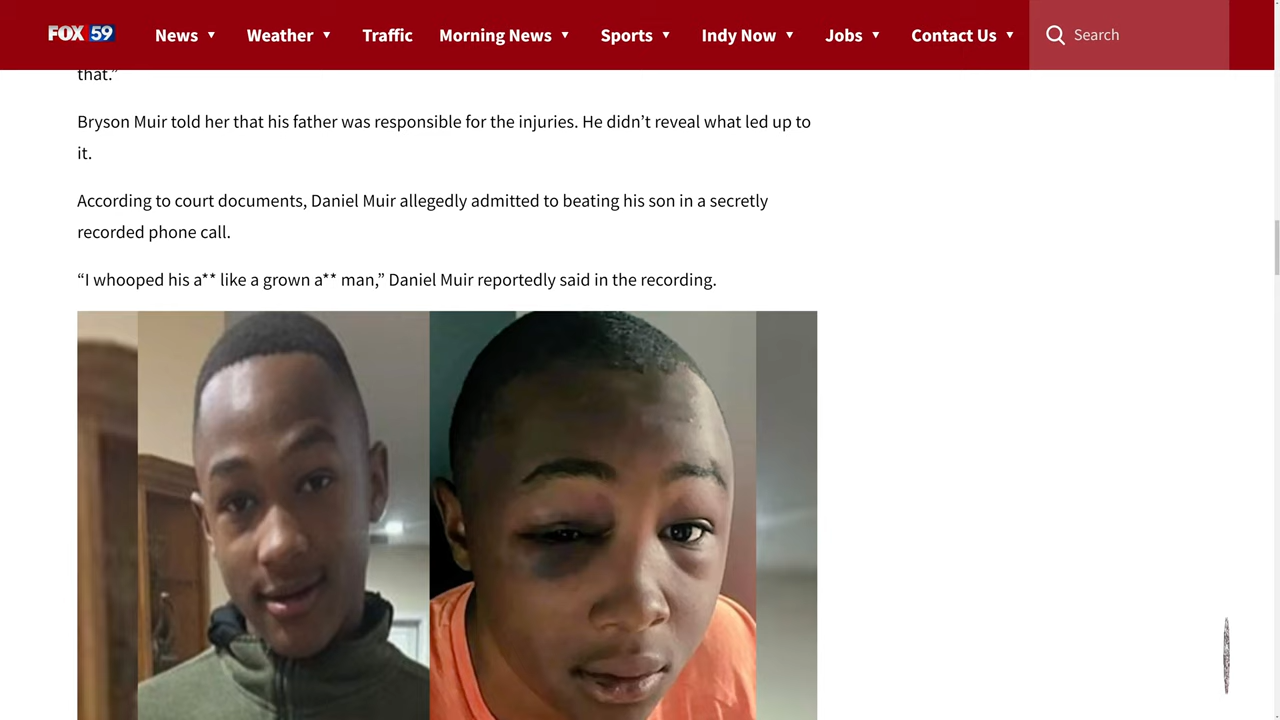 FOX 59 News ▼ Weather ▼ Traffic Morning News ▼ Sports ▼ Indy Now ▼ Jobs ▼ Contact Us ▼ Search
that.”
Bryson Muir told her that his father was responsible for the injuries. He didn’t reveal what led up to
it.
According to court documents, Daniel Muir allegedly admitted to beating his son in a secretly
recorded phone call.
“I whooped his a** like a grown a** man,” Daniel Muir reportedly said in the recording.